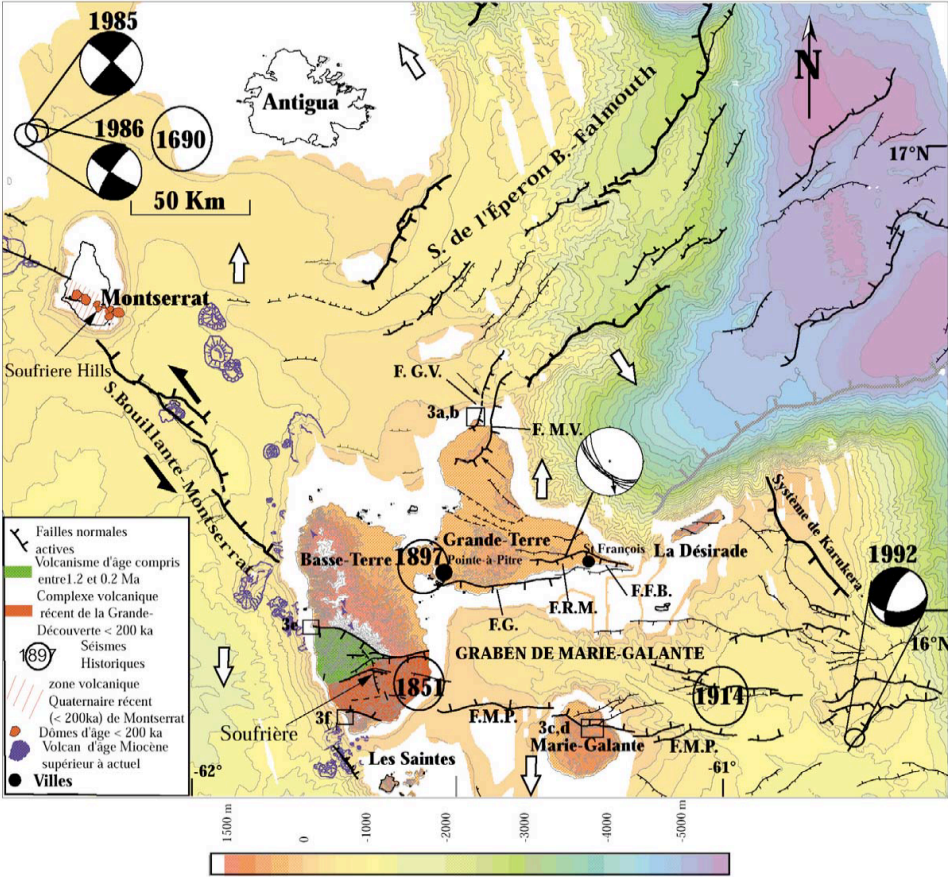 1985
Antigua
N
1986
1690
50 Km
17°N
S. de l'Éperon B. Falmouth
Montserrat
Soufriere Hills
F. G.V.
3a,b
F. M.V.
S.Bouillante-Montserrat
Système de Karukera
Grande-Terre
Basse-Terre
1897
Pointe-à-Pitre
St François
La Désirade
1992
F.F.B.
F.R.M.
F.G.
3e
16°N
GRABEN DE MARIE-GALANTE
1851
1914
F.M.P.
3f
3c,d
Soufrière
Marie-Galante
F.M.P.
Les Saintes
-62°
-61°
Failles normales
actives
Volcanisme d'âge compris
entre1.2 et 0.2 Ma
Complexe volcanique
récent de la Grande-
Découverte < 200 ka
1897
Séismes
Historiques
zone volcanique
Quaternaire récent
(< 200ka) de Montserrat
Dômes d'âge < 200 ka
Volcan d'âge Miocène
supérieur à actuel
Villes
1500 m
0
-1000
-2000
-3000
-4000
-5000 m